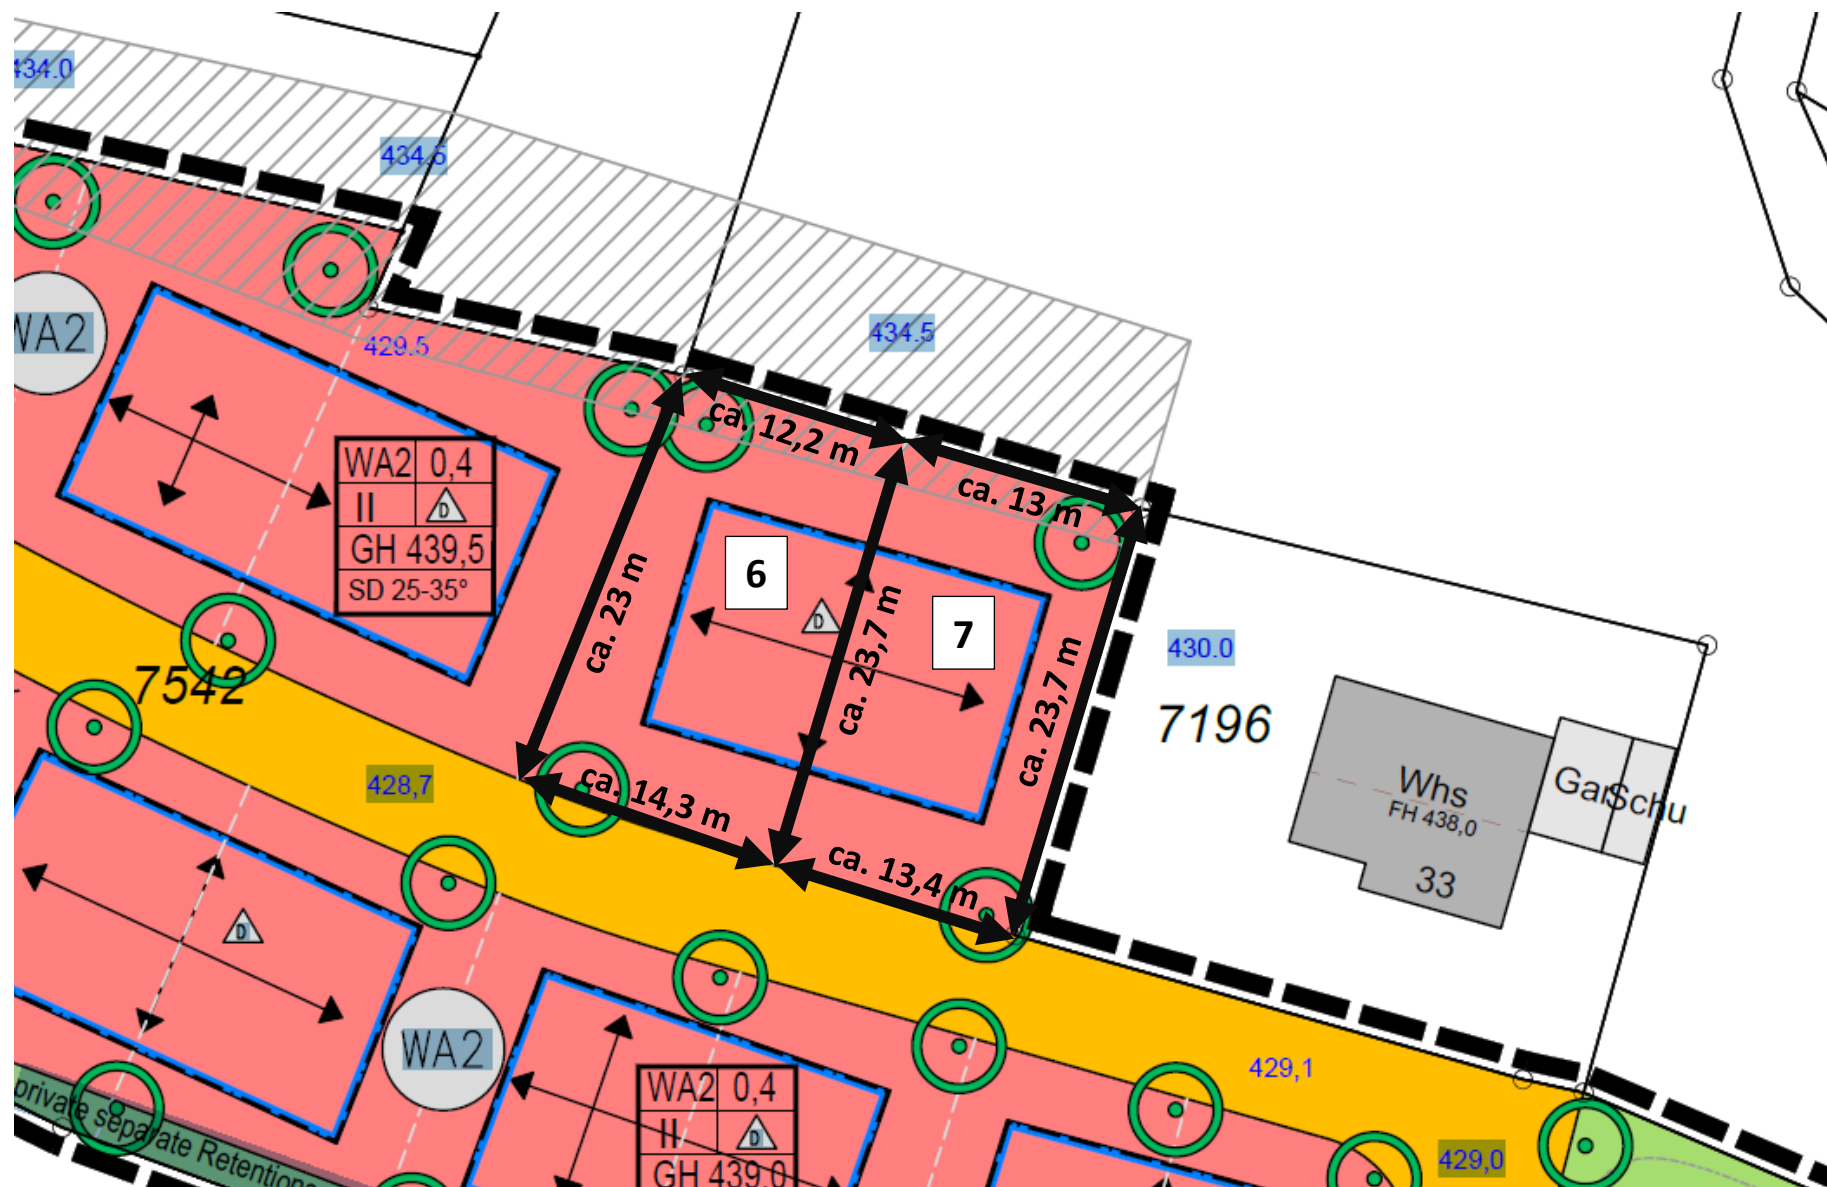 434.0
434.5
434.5
WA2
429.5
ca. 12,2 m
ca. 13 m
WA2 0,4
II D
GH 439,5
SD 25-35°
6
7
D
ca. 23 m
ca. 23,7 m
ca. 23,7 m
430.0
7542
7196
428,7
ca. 14,3 m
ca. 13,4 m
Whs
FH 438,0
33
Gar
Schu
D
WA2
429,1
WA2 0,4
II D
GH 439,0
private separate Retentions
429,0